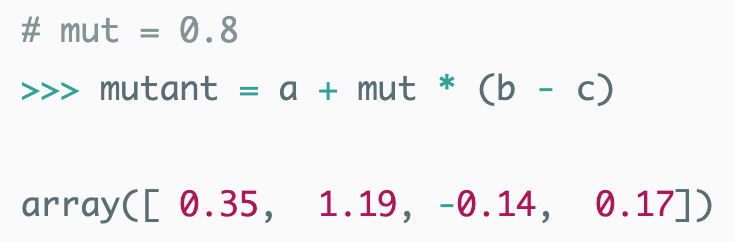 # mut = 0.8
>>> mutant = a + mut * (b - c)
array([ 0.35,  1.19, -0.14,  0.17])